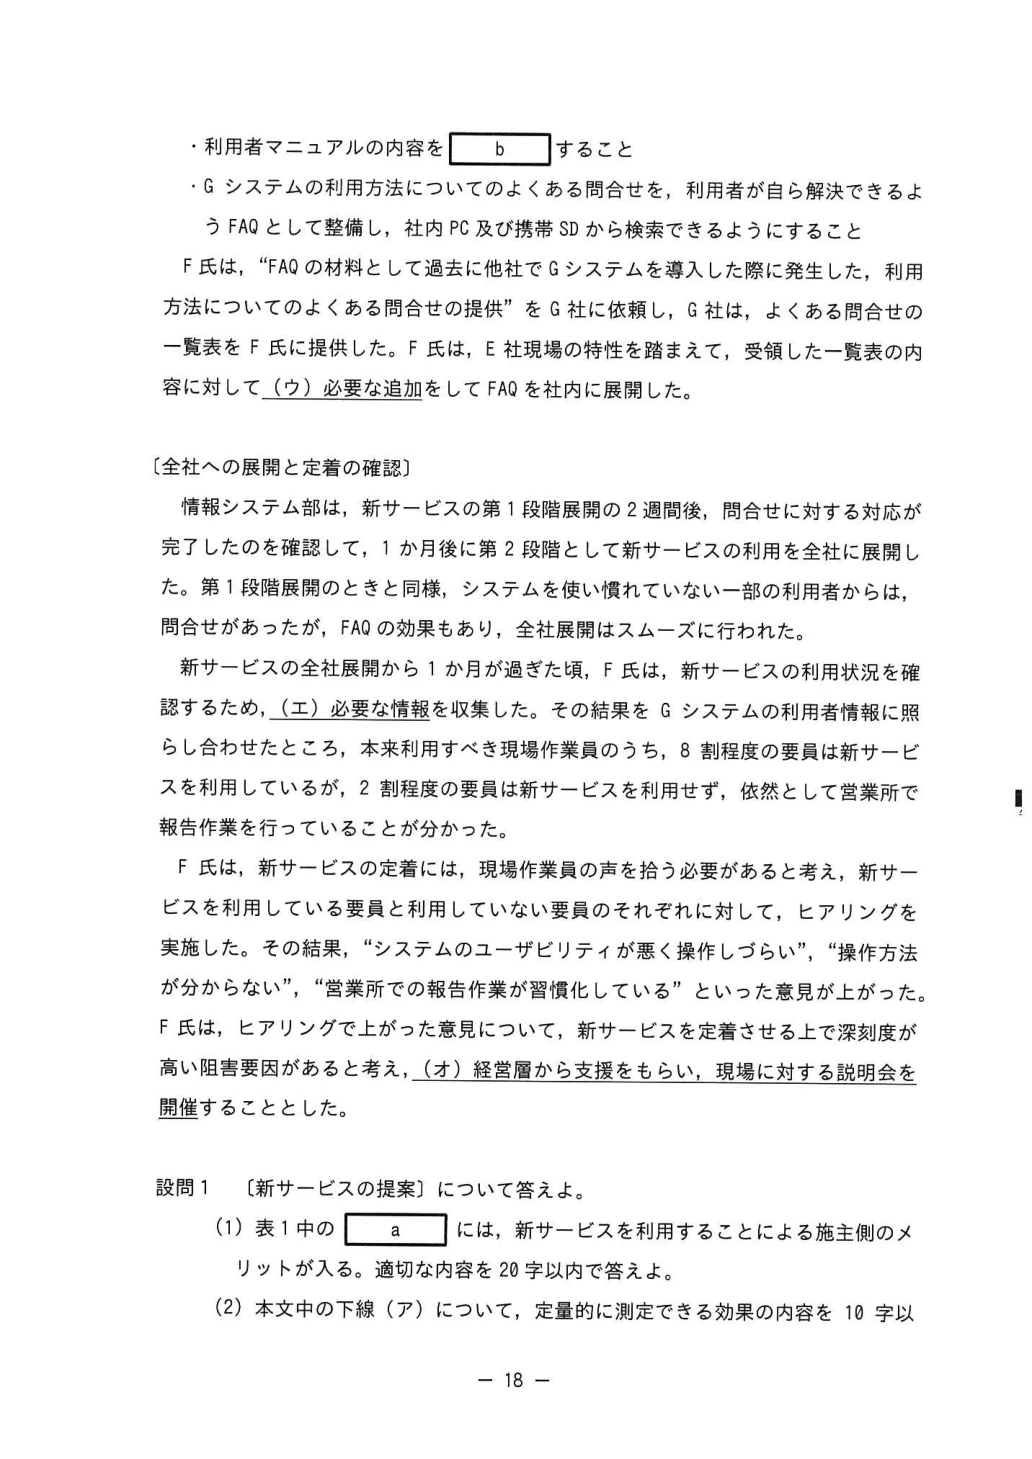 ・利用者マニュアルの内容を b すること
・G システムの利用方法についてのよくある問合せを，利用者が自ら解決できるよ
う FAQ として整備し，社内 PC 及び携帯 SD から検索できるようにすること
F 氏は，“FAQ の材料として過去に他社で G システムを導入した際に発生した，利用
方法についてのよくある問合せの提供”を G 社に依頼し，G 社は，よくある問合せの
一覧表を F 氏に提供した。F 氏は，E 社現場の特性を踏まえて，受領した一覧表の内
容に対して（ウ）必要な追加をして FAQ を社内に展開した。
〔全社への展開と定着の確認〕
情報システム部は，新サービスの第 1 段階展開の 2 週間後，問合せに対する対応が
完了したのを確認して，1 か月後に第 2 段階として新サービスの利用を全社に展開し
た。第 1 段階展開のときと同様，システムを使い慣れていない一部の利用者からは，
問合せがあったが，FAQ の効果もあり，全社展開はスムーズに行われた。
新サービスの全社展開から 1 か月が過ぎた頃，F 氏は，新サービスの利用状況を確
認するため，（エ）必要な情報を収集した。その結果を G システムの利用者情報に照
らし合わせたところ，本来利用すべき現場作業員のうち，8 割程度の要員は新サービ
スを利用しているが，2 割程度の要員は新サービスを利用せず，依然として営業所で
報告作業を行っていることが分かった。
F 氏は，新サービスの定着には，現場作業員の声を拾う必要があると考え，新サー
ビスを利用している要員と利用していない要員のそれぞれに対して，ヒアリングを
実施した。その結果，“システムのユーザビリティが悪く操作しづらい”，“操作方法
が分からない”，“営業所での報告作業が習慣化している”といった意見が上がった。
F 氏は，ヒアリングで上がった意見について，新サービスを定着させる上で深刻度が
高い阻害要因があると考え，（オ）経営層から支援をもらい，現場に対する説明会を
開催することとした。
設問 1 〔新サービスの提案〕について答えよ。
(1) 表 1 中の a には，新サービスを利用することによる施主側のメ
リットが入る。適切な内容を 20 字以内で答えよ。
(2) 本文中の下線（ア）について，定量的に測定できる効果の内容を 10 字以
－ 18 －